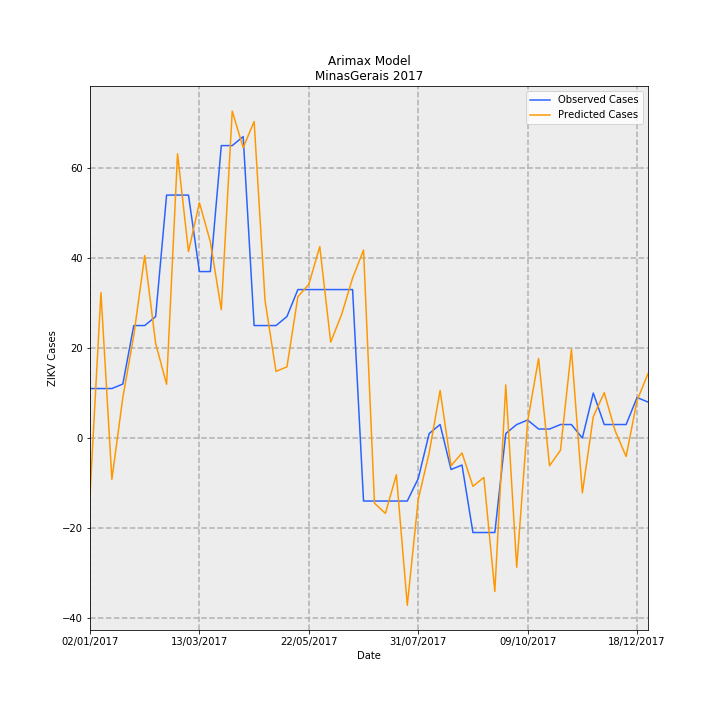 Arimax Model
MinasGerais 2017
Observed Cases
Predicted Cases
ZIKV Cases
60
40
20
0
−20
−40
02/01/2017
13/03/2017
22/05/2017
31/07/2017
09/10/2017
18/12/2017
Date